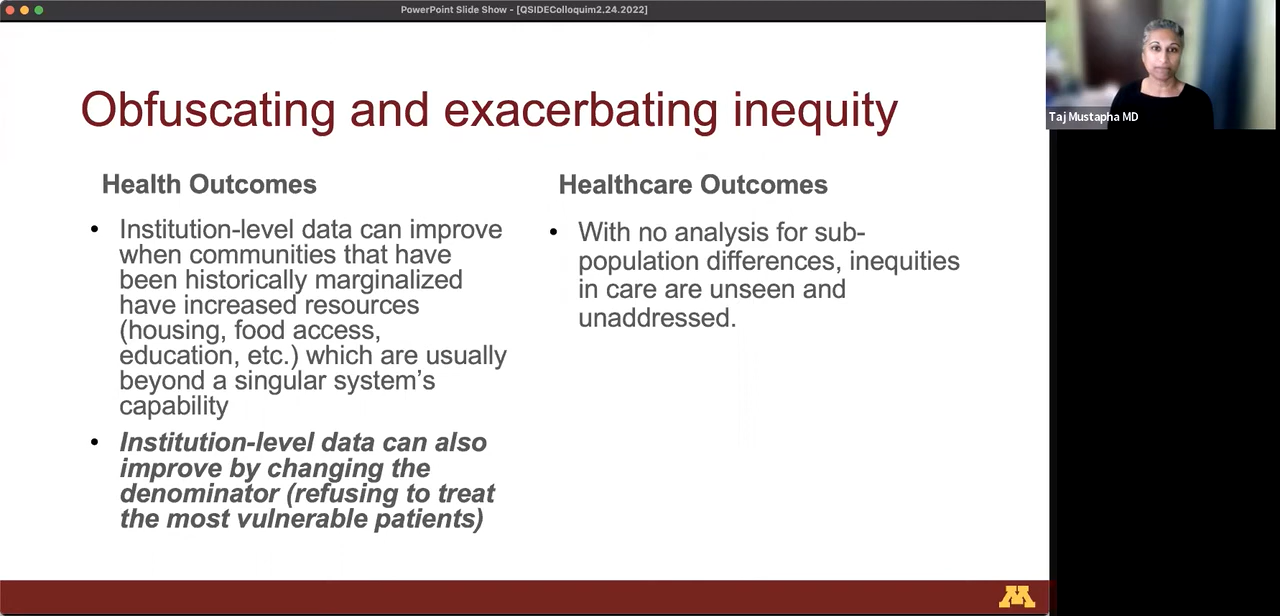 PowerPoint Slide Show - [QSIDEColloquim2,24.2022]
Taj Mustapha MD
Obfuscating and exacerbating inequity
Health Outcomes
• Institution-level data can improve
when communities that have
been historically marginalized
have increased resources
(housing, food access,
education, etc.) which are usually
beyond a singular system’s
capability
• Institution-level data can also
improve by changing the
denominator (refusing to treat
the most vulnerable patients)
Healthcare Outcomes
• With no analysis for sub-
population differences, inequities
in care are unseen and
unaddressed.
M